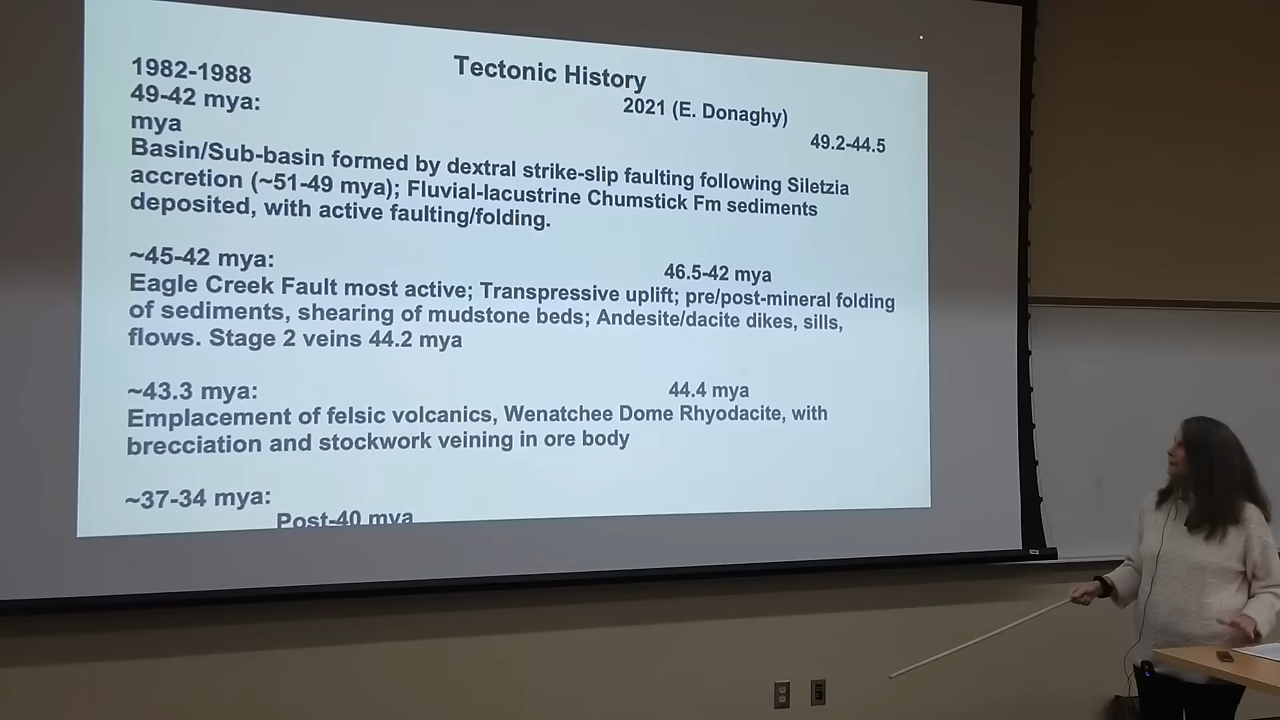 Tectonic History
1982-1988
2021 (E. Donaghy)
49-42 mya:
49.2-44.5
mya
Basin/Sub-basin formed by dextral strike-slip faulting following Siletzia
accretion (~51-49 mya); Fluvial-lacustrine Chumstick Fm sediments
deposited, with active faulting/folding.
~45-42 mya:
46.5-42 mya
Eagle Creek Fault most active; Transpressive uplift; pre/post-mineral folding
of sediments, shearing of mudstone beds; Andesite/dacite dikes, sills,
flows. Stage 2 veins 44.2 mya
~43.3 mya:
44.4 mya
Emplacement of felsic volcanics, Wenatchee Dome Rhyodacite, with
brecciation and stockwork veining in ore body
~37-34 mya:
Post-40 mya